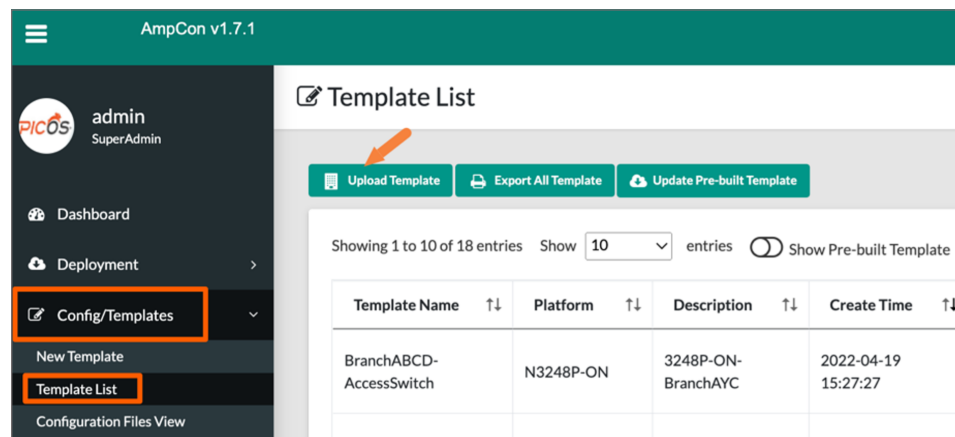 AmpCon v1.7.1
PICOS
admin
SuperAdmin
Dashboard
Deployment
Config/Templates
New Template
Template List
Configuration Files View
Template List
Upload Template Export All Template Update Pre-built Template
Showing 1 to 10 of 18 entries Show 10 entries Show Pre-built Template
Template Name Platform Description Create Time
BranchABCD-
AccessSwitch
N3248P-ON
3248P-ON-
BranchAYC
2022-04-19
15:27:27